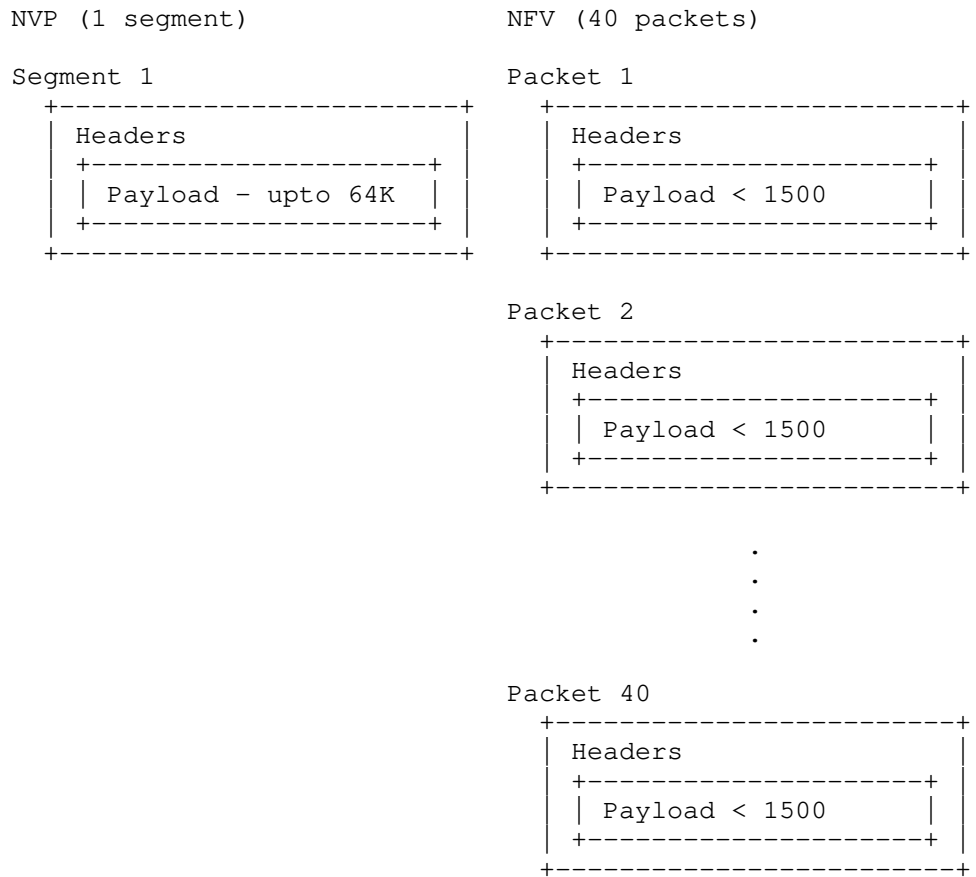 NVP (1 segment)                NFV (40 packets)
Segment 1                      Packet 1
Headers                        Headers
Payload - upto 64K             Payload < 1500
Packet 2
Headers
Payload < 1500
.
.
.
.
Packet 40
Headers
Payload < 1500